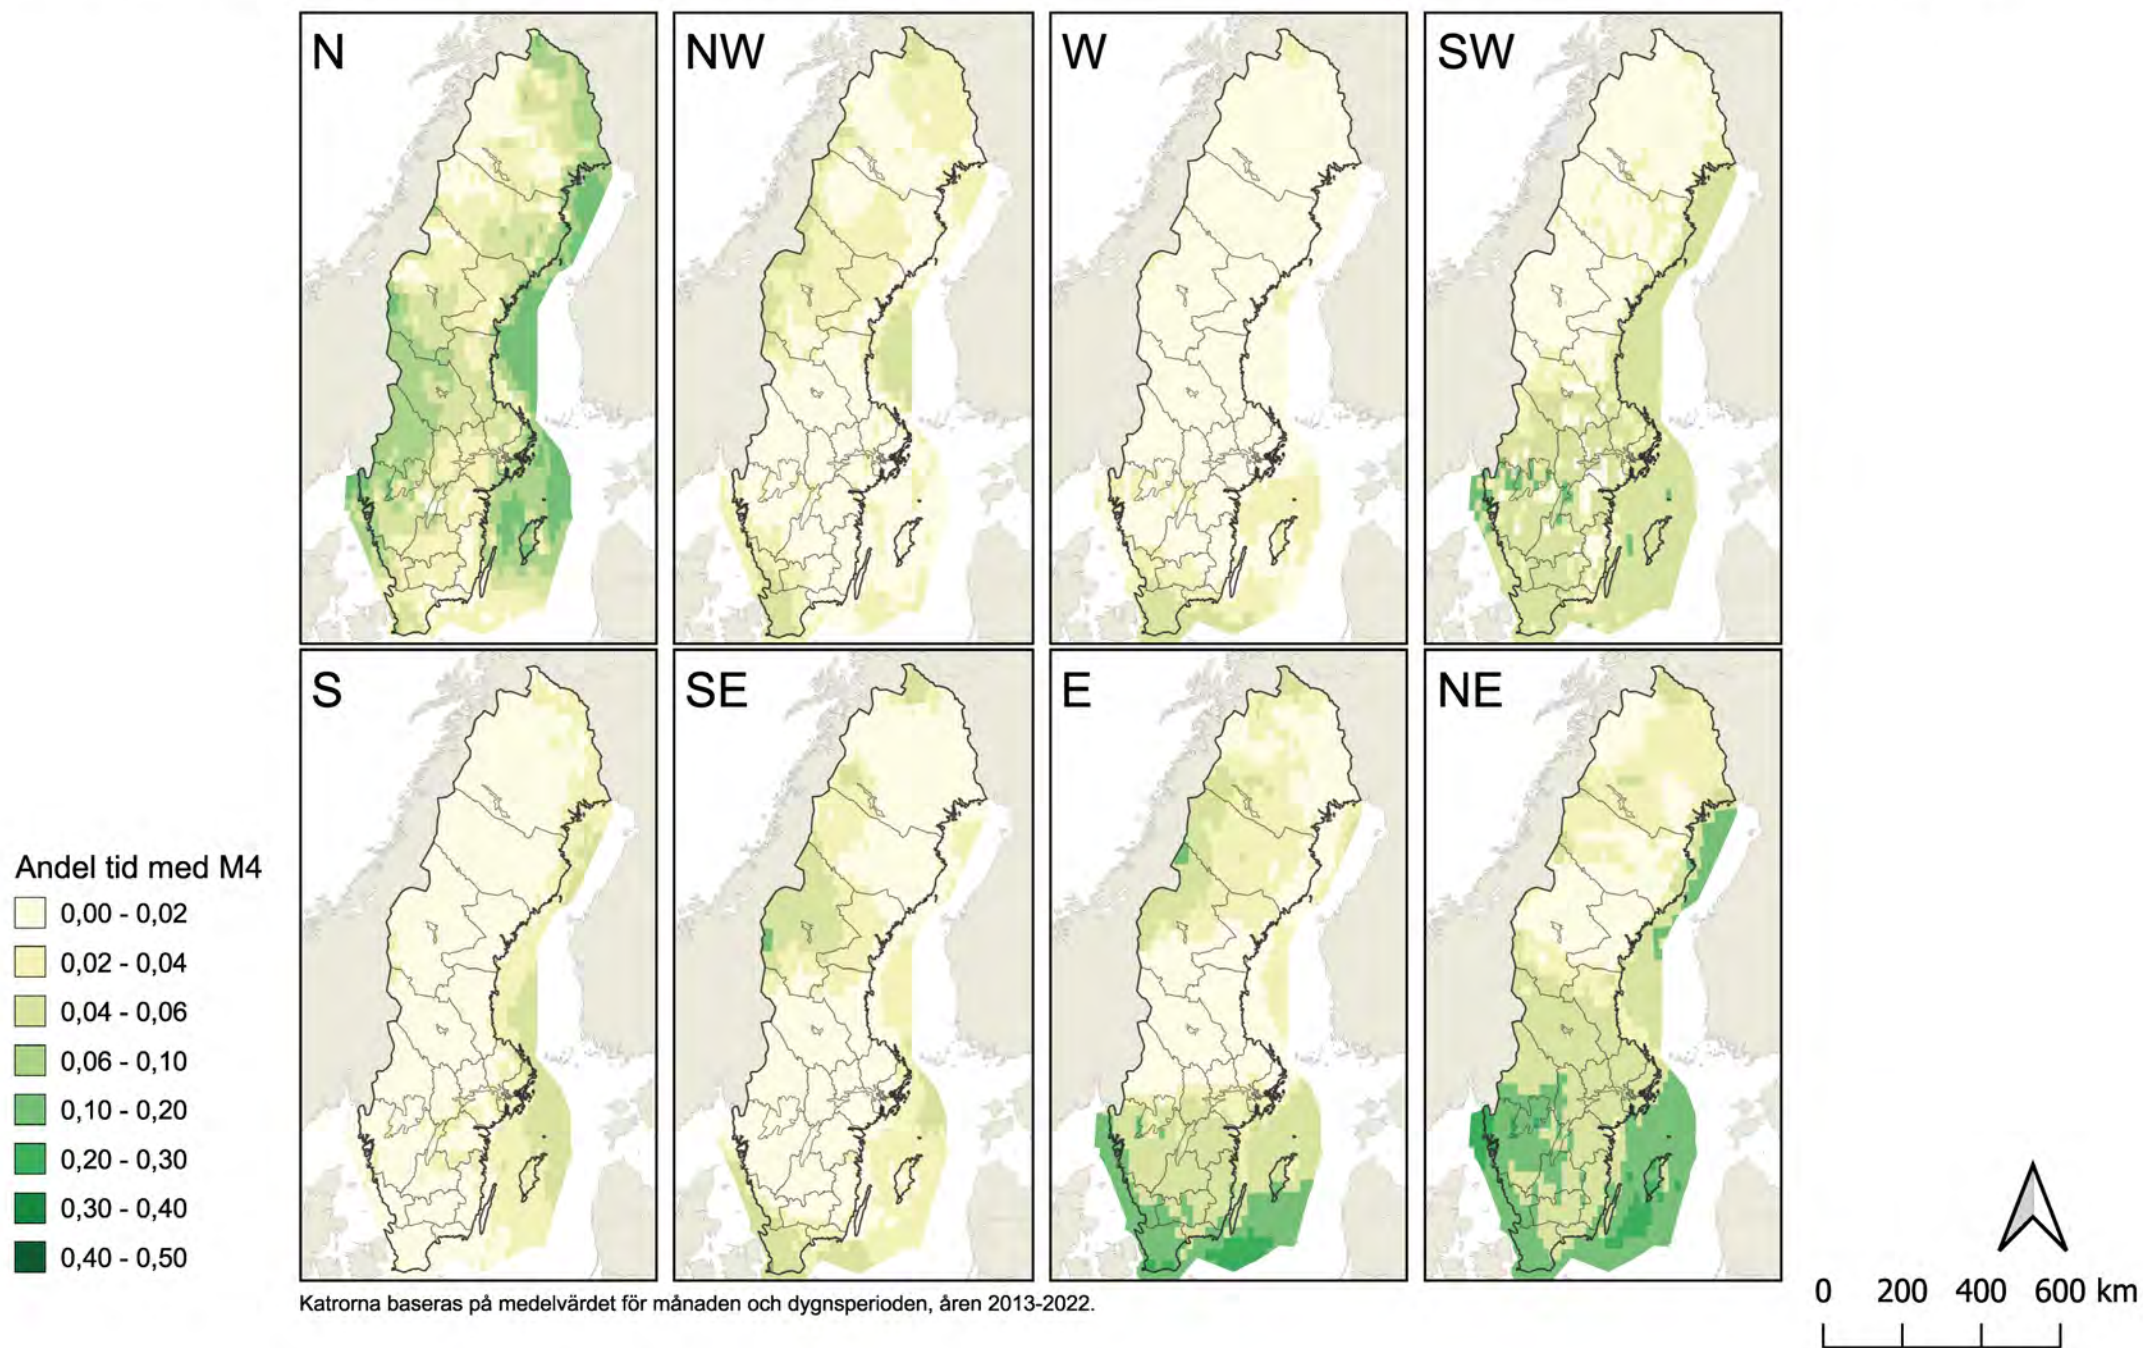 N
NW
W
SW
S
SE
E
NE
Andel tid med M4
0,00 - 0,02
0,02 - 0,04
0,04 - 0,06
0,06 - 0,10
0,10 - 0,20
0,20 - 0,30
0,30 - 0,40
0,40 - 0,50
Katrorna baseras på medelvärdet för månaden och dygnsperioden, åren 2013-2022.
0 200 400 600 km